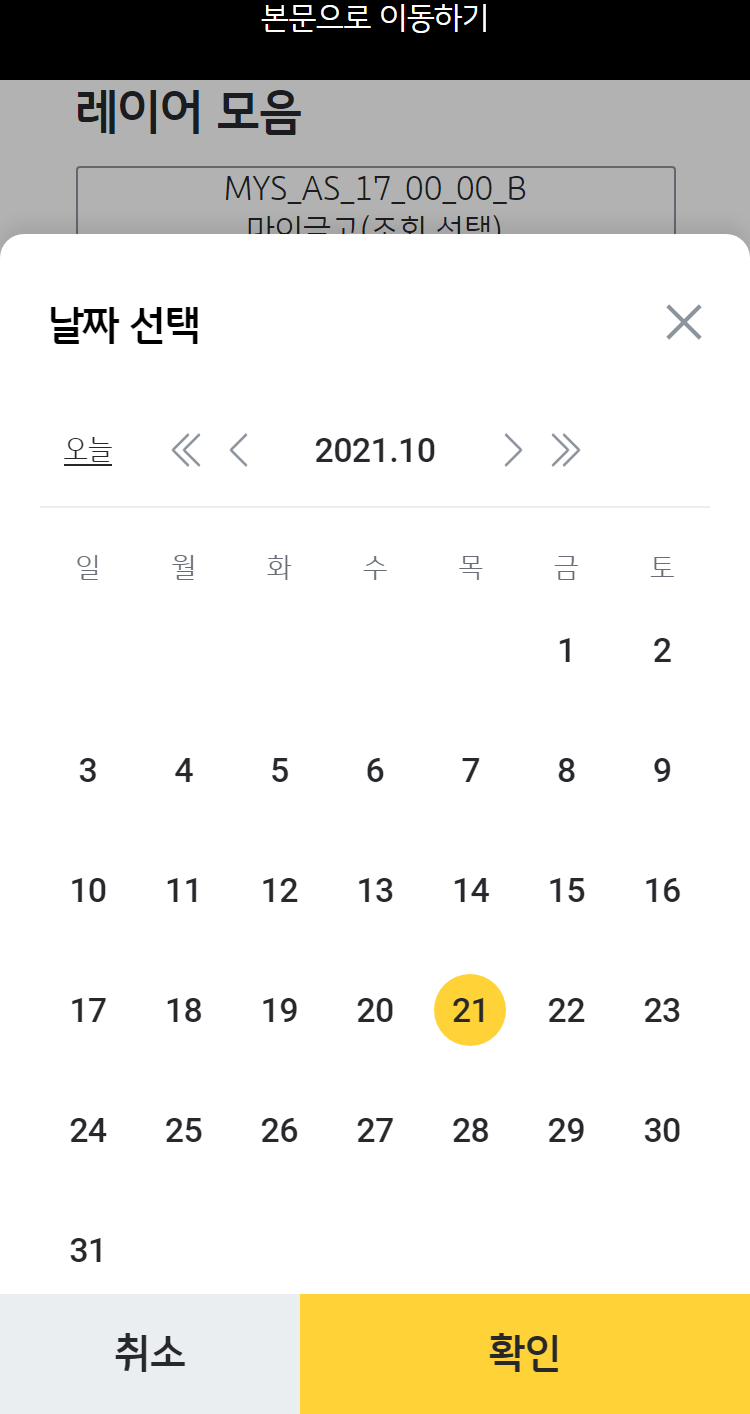 본문으로 이동하기
레이어 모음
MYS_AS_17_00_00_B
마이금고(조회 선택)
날짜 선택
오늘 2021.10
일 월 화 수 목 금 토
1 2
3 4 5 6 7 8 9
10 11 12 13 14 15 16
17 18 19 20 21 22 23
24 25 26 27 28 29 30
31
취소 확인